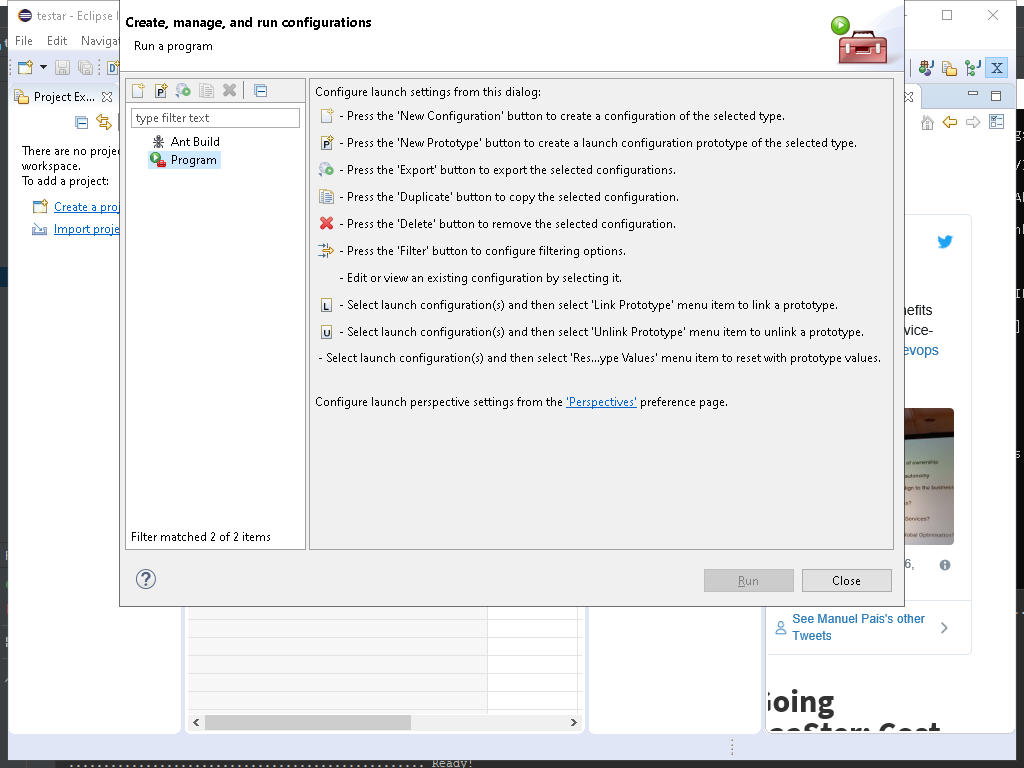 testar - Eclipse
File Edit Navigat
Project Ex...
There are no proje
workspace.
To add a project:
Create a proj
Import proje
Create, manage, and run configurations
Run a program
type filter text
Ant Build
Program
Filter matched 2 of 2 items
Configure launch settings from this dialog:
- Press the 'New Configuration' button to create a configuration of the selected type.
- Press the 'New Prototype' button to create a launch configuration prototype of the selected type.
- Press the 'Export' button to export the selected configurations.
- Press the 'Duplicate' button to copy the selected configuration.
- Press the 'Delete' button to remove the selected configuration.
- Press the 'Filter' button to configure filtering options.
- Edit or view an existing configuration by selecting it.
L - Select launch configuration(s) and then select 'Link Prototype' menu item to link a prototype.
U - Select launch configuration(s) and then select 'Unlink Prototype' menu item to unlink a prototype.
- Select launch configuration(s) and then select 'Res...ype Values' menu item to reset with prototype values.
Configure launch perspective settings from the 'Perspectives' preference page.
Run
Close
nefits
vice-
evops
of ownership
autonomy
ign to the business
Services?
6,
See Manuel Pais's other
Tweets
Going
Ready!